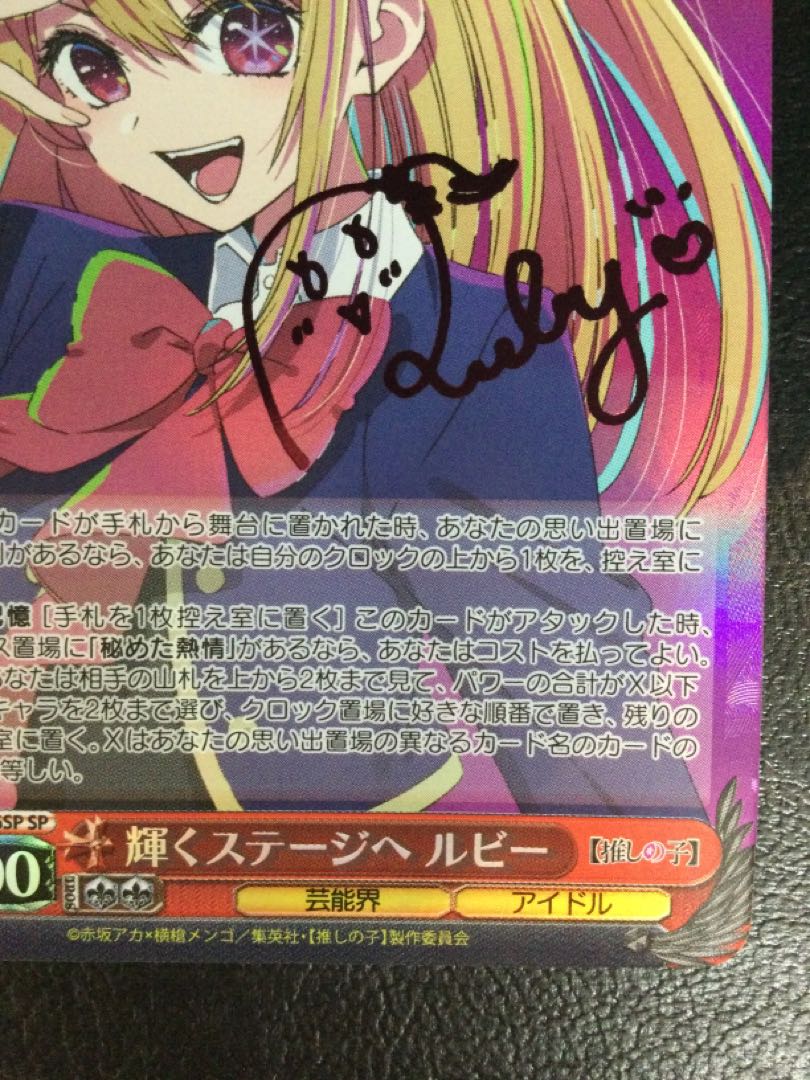 Ruby
カードが手札から舞台に置かれた時、あなたの思い出置場に
があるなら、あなたは自分のクロックの上から1枚を、控え室に
憶 [手札を1枚控え室に置く] このカードがアタックした時、
ス置場に「秘めた熱情」があるなら、あなたはコストを払ってよい。
なたは相手の山札を上から2枚まで見て、パワーの合計がX以下
キャラを2枚まで選び、クロック置場に好きな順番で置き、残りの
室に置く。Xはあなたの思い出置場の異なるカード名のカードの
等しい。
SP SP
輝くステージへ ルビー
【推しの子】
00
SOUL
芸能界
アイドル
©赤坂アカ×横槍メンゴ／集英社・【推しの子】製作委員会